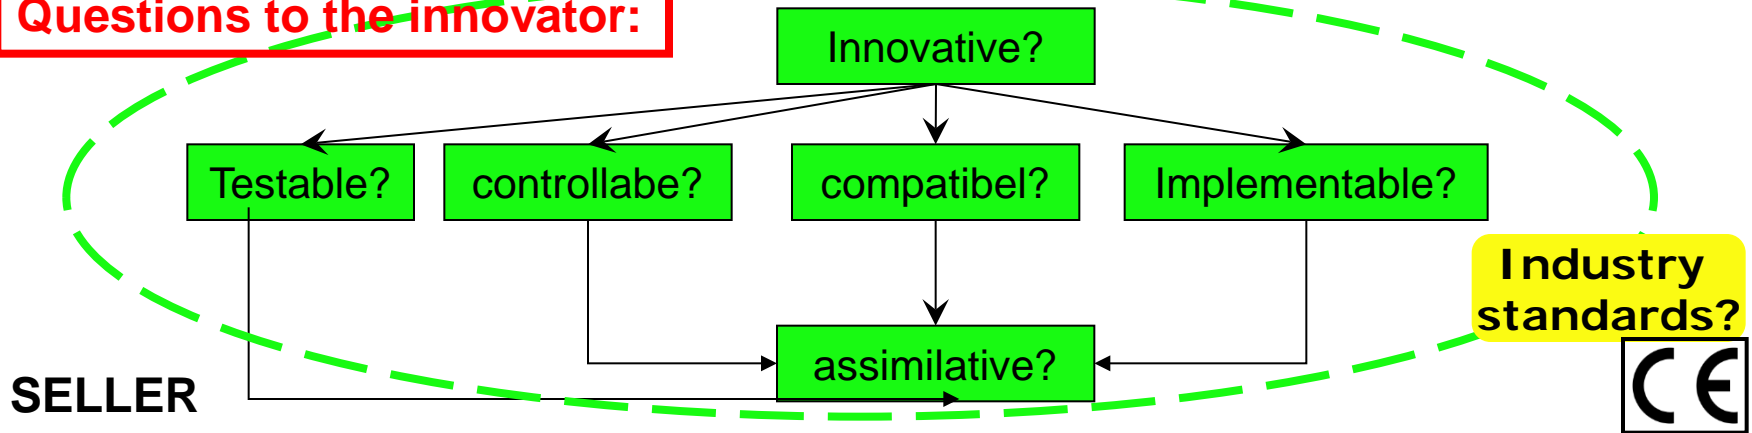 Questions to the innovator:
Innovative?
Testable?
controllabe?
compatibel?
Implementable?
Industry
standards?
assimilative?
SELLER
CE